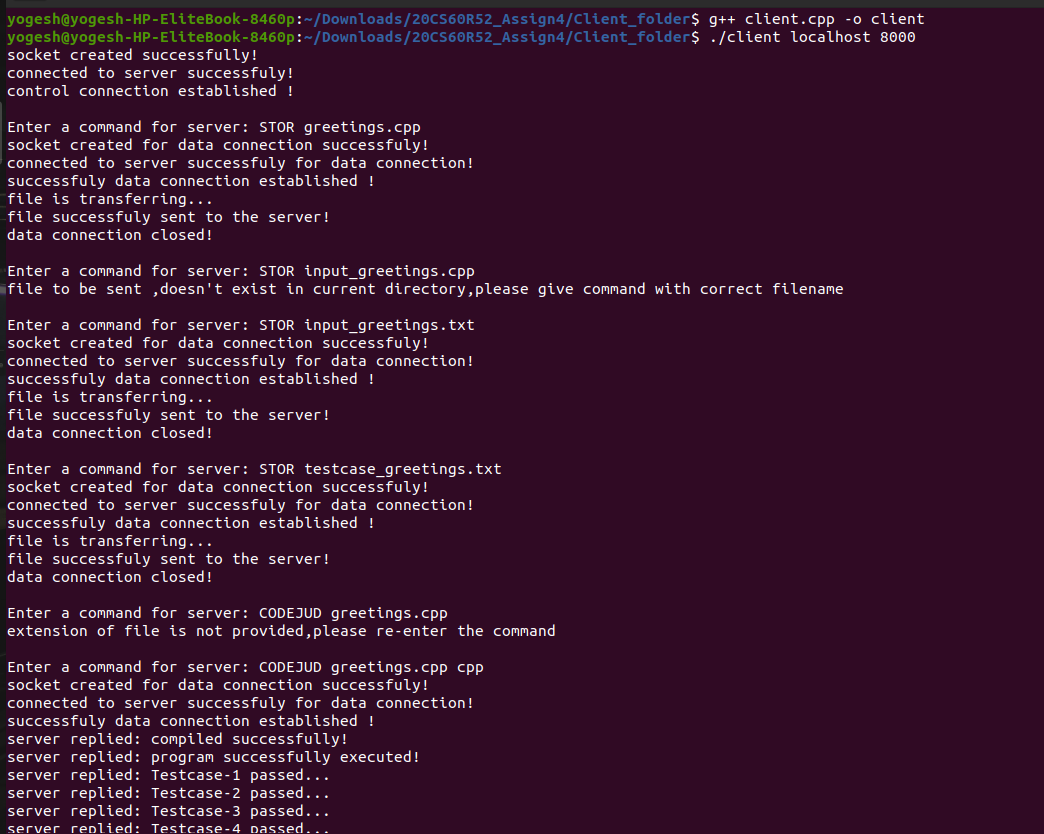 yogesh@yogesh-HP-EliteBook-8460p:~/Downloads/20CS60R52_Assign4/Client_folder$ g++ client.cpp -o client
yogesh@yogesh-HP-EliteBook-8460p:~/Downloads/20CS60R52_Assign4/Client_folder$ ./client localhost 8000
socket created successfully!
connected to server successfuly!
control connection established !
Enter a command for server: STOR greetings.cpp
socket created for data connection successfuly!
connected to server successfuly for data connection!
successfuly data connection established !
file is transferring...
file successfuly sent to the server!
data connection closed!
Enter a command for server: STOR input_greetings.cpp
file to be sent ,doesn't exist in current directory,please give command with correct filename
Enter a command for server: STOR input_greetings.txt
socket created for data connection successfuly!
connected to server successfuly for data connection!
successfuly data connection established !
file is transferring...
file successfuly sent to the server!
data connection closed!
Enter a command for server: STOR testcase_greetings.txt
socket created for data connection successfuly!
connected to server successfuly for data connection!
successfuly data connection established !
file is transferring...
file successfuly sent to the server!
data connection closed!
Enter a command for server: CODEJUD greetings.cpp
extension of file is not provided,please re-enter the command
Enter a command for server: CODEJUD greetings.cpp cpp
socket created for data connection successfuly!
connected to server successfuly for data connection!
successfuly data connection established !
server replied: compiled successfully!
server replied: program successfully executed!
server replied: Testcase-1 passed...
server replied: Testcase-2 passed...
server replied: Testcase-3 passed...
server replied: Testcase-4 passed...